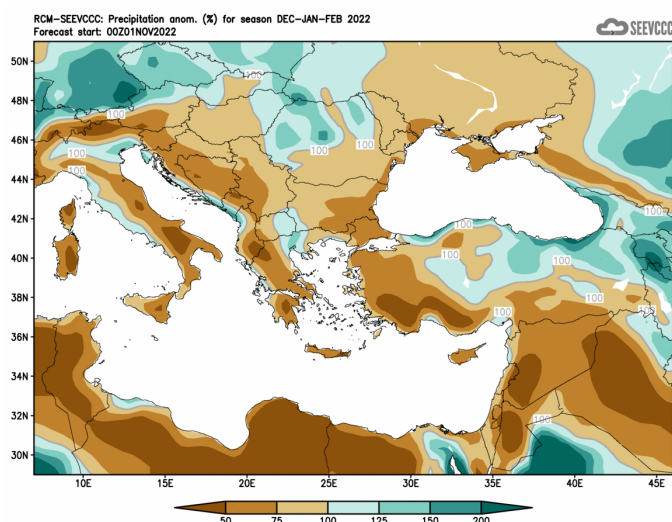 RCM-SEEVCCC: Precipitation anom. (%) for season DEC-JAN-FEB 2022
Forecast start: 00Z01NOV2022
SEEVCCC
50N
48N
46N
44N
42N
40N
38N
36N
34N
32N
30N
100
100
100
100
100
100
100
100
100
100
100
100
100
10E
15E
20E
25E
30E
35E
40E
45E
50
75
100
125
150
200